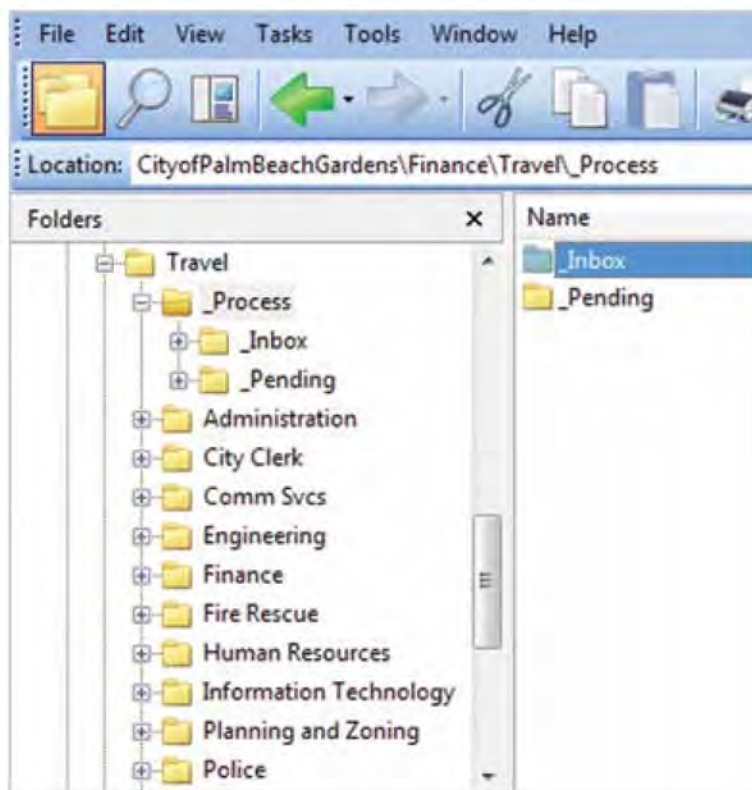 File Edit View Tasks Tools Window Help
Location: CityofPalmBeachGardens\Finance\Travel\_Process
Folders
Travel
_Process
_Inbox
_Pending
Administration
City Clerk
Comm Svcs
Engineering
Finance
Fire Rescue
Human Resources
Information Technology
Planning and Zoning
Police
Name
_Inbox
_Pending